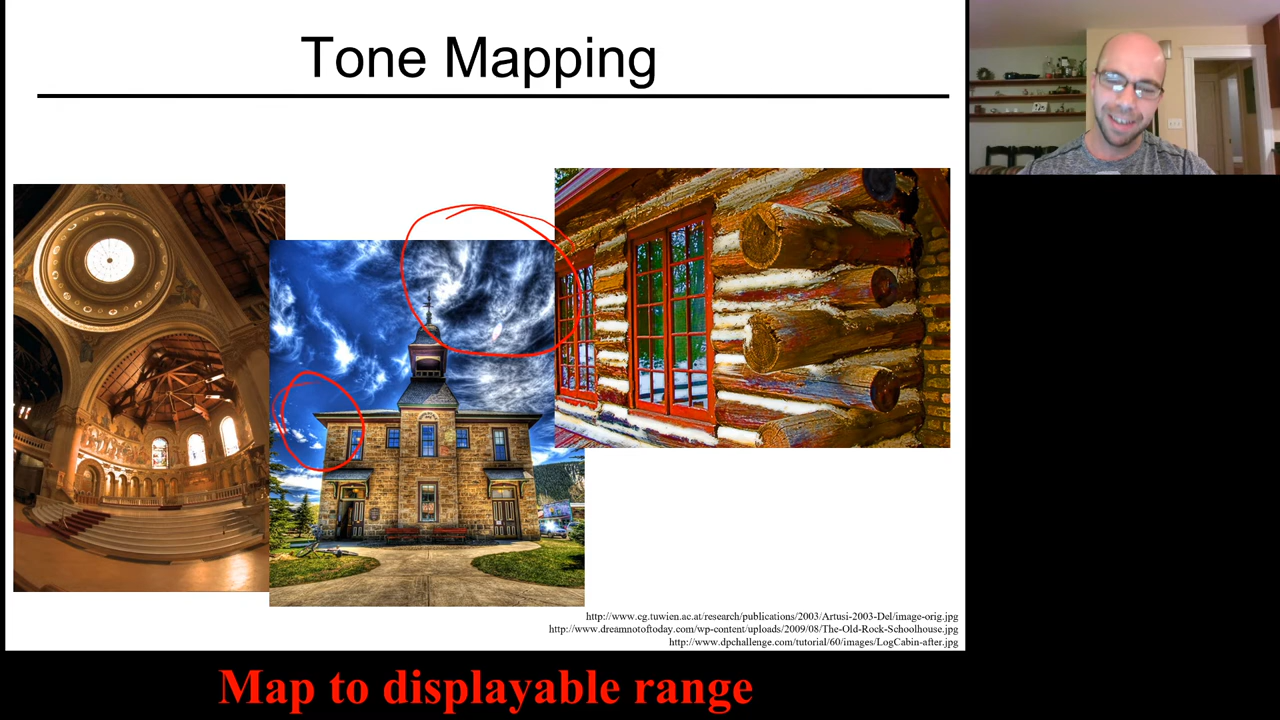 Tone Mapping
http://www.cg.tuwien.ac.at/research/publications/2003/Artusi-2003-Del/image-orig.jpg
http://www.dreamnotoftoday.com/wp-content/uploads/2009/08/The-Old-Rock-Schoolhouse.jpg
http://www.dpchallenge.com/tutorial/60/images/LogCabin-after.jpg
Map to displayable range